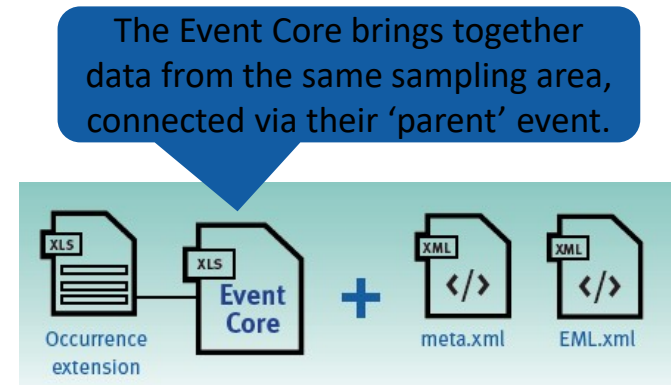 The Event Core brings together
data from the same sampling area,
connected via their ‘parent’ event.
XLS
Occurrence
extension
XLS
Event
Core
+
XML
</>
meta.xml
XML
</>
EML.xml